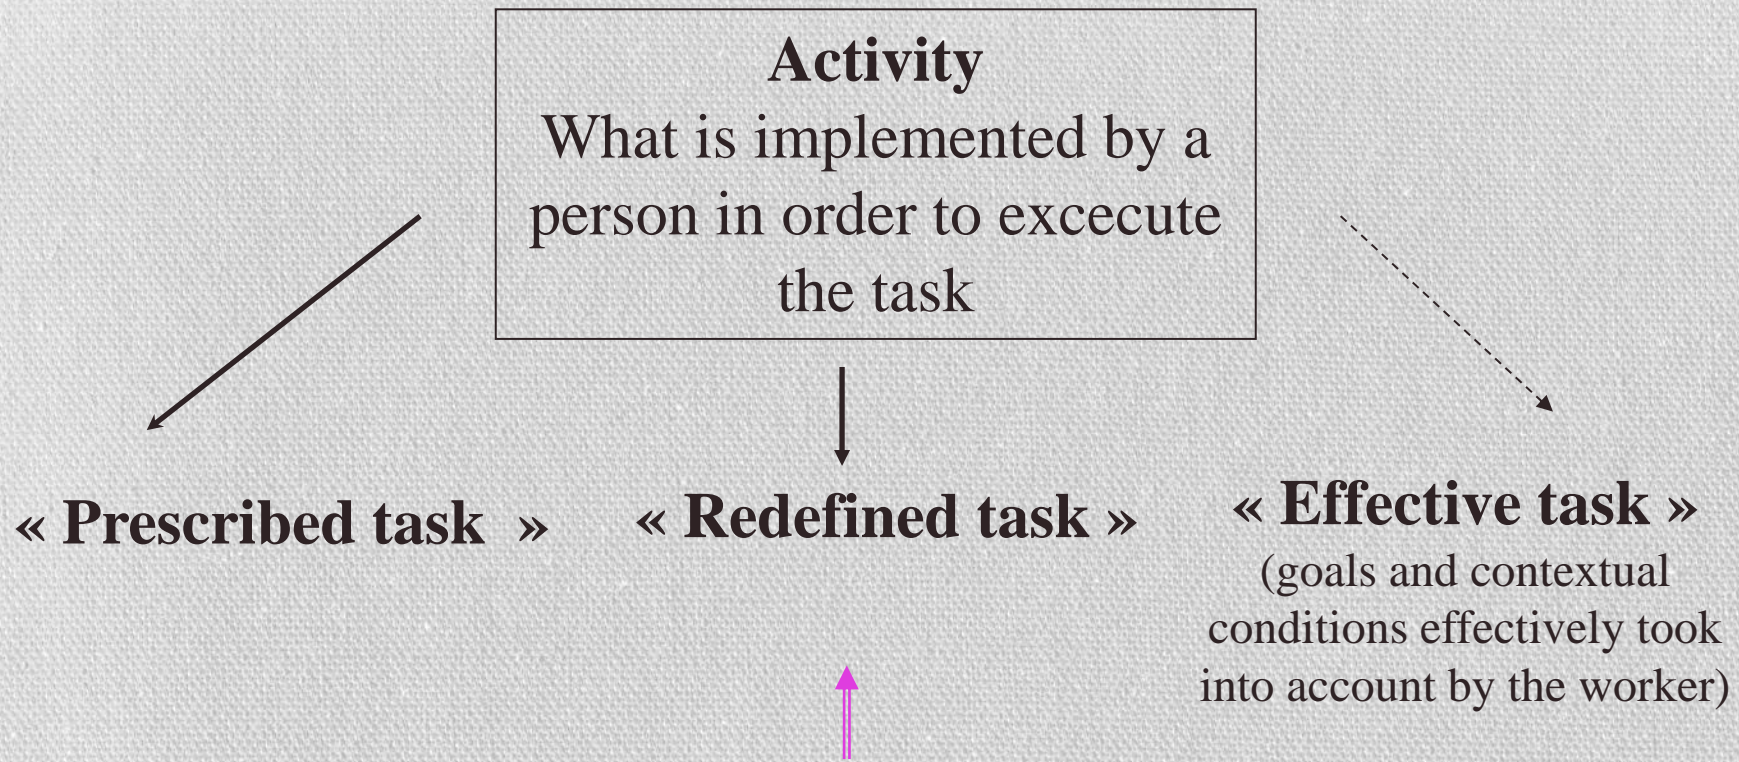 Activity
What is implemented by a
person in order to excecute
the task
« Prescribed task »
« Redefined task »
« Effective task »
(goals and contextual
conditions effectively took
into account by the worker)